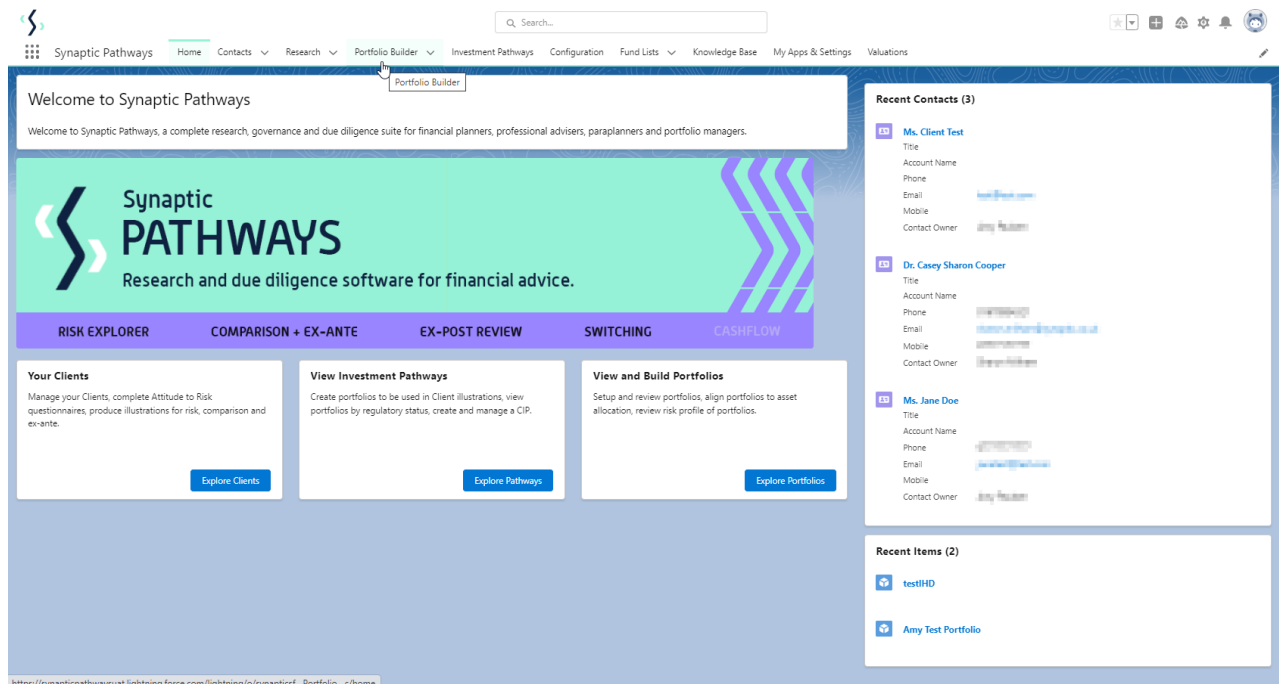 Search...
Synaptic Pathways
Home
Contacts
Research
Portfolio Builder
Investment Pathways
Configuration
Fund Lists
Knowledge Base
My Apps & Settings
Valuations
Portfolio Builder
Welcome to Synaptic Pathways
Welcome to Synaptic Pathways, a complete research, governance and due diligence suite for financial planners, professional advisers, paraplanners and portfolio managers.
Synaptic
PATHWAYS
Research and due diligence software for financial advice.
RISK EXPLORER
COMPARISON + EX-ANTE
EX-POST REVIEW
SWITCHING
CASHFLOW
Your Clients
Manage your Clients, complete Attitude to Risk
questionnaires, produce illustrations for risk, comparison and
ex-ante.
Explore Clients
View Investment Pathways
Create portfolios to be used in Client illustrations, view
portfolios by regulatory status, create and manage a CIP.
Explore Pathways
View and Build Portfolios
Setup and review portfolios, align portfolios to asset
allocation, review risk profile of portfolios.
Explore Portfolios
Recent Contacts (3)
Ms. Client Test
Title
Account Name
Phone
Email
Mobile
Contact Owner
Dr. Casey Sharon Cooper
Title
Account Name
Phone
Email
Mobile
Contact Owner
Ms. Jane Doe
Title
Account Name
Phone
Email
Mobile
Contact Owner
Recent Items (2)
testIHD
Amy Test Portfolio